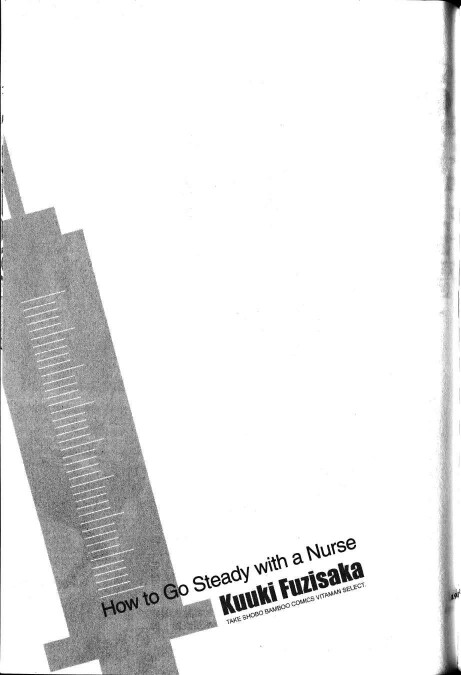 How to Go Steady with a Nurse
Kuuki Fuzisaka
TAKE SHOBO BAMBOO COMICS VITAMAN SELECT.